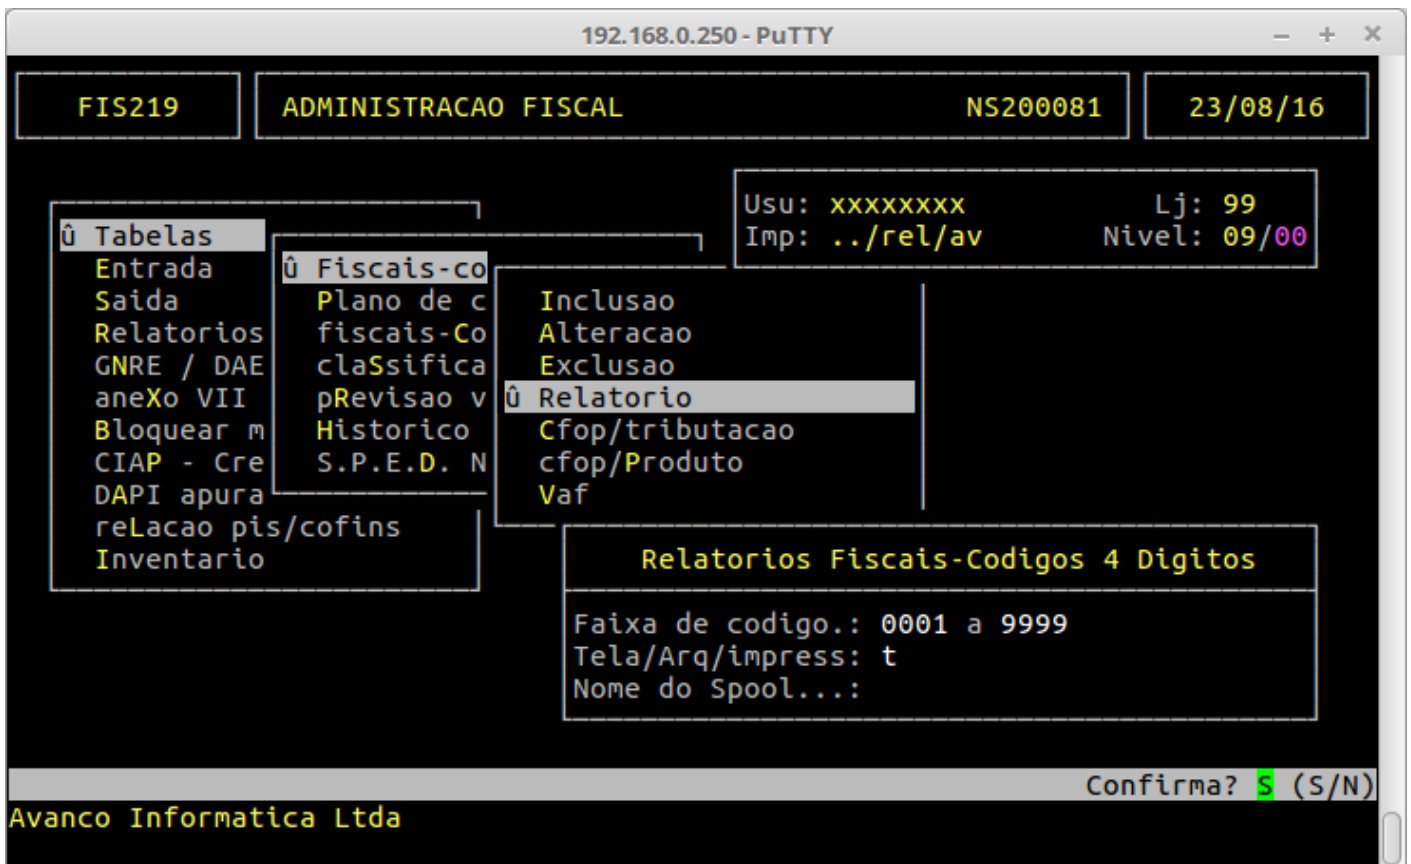 192.168.0.250 - PuTTY
FIS219 ADMINISTRACAO FISCAL NS200081 23/08/16
Usu: xxxxxxxx Lj: 99
Imp: ../rel/av Nivel: 09/00
û Tabelas
Entrada
Saida
Relatorios
GNRE / DAE
aneXo VII
Bloquear m
CIAP - Cre
DAPI apura
reLacao pis/cofins
Inventario
û Fiscais-co
Plano de c
fiscais-Co
claSsifica
pRevisao v
Historico
S.P.E.D. N
Inclusao
Alteracao
Exclusao
û Relatorio
Cfop/tributacao
cfop/Produto
Vaf
Relatorios Fiscais-Codigos 4 Digitos
Faixa de codigo.: 0001 a 9999
Tela/Arq/impress: t
Nome do Spool...:
Confirma? S (S/N)
Avanco Informatica Ltda